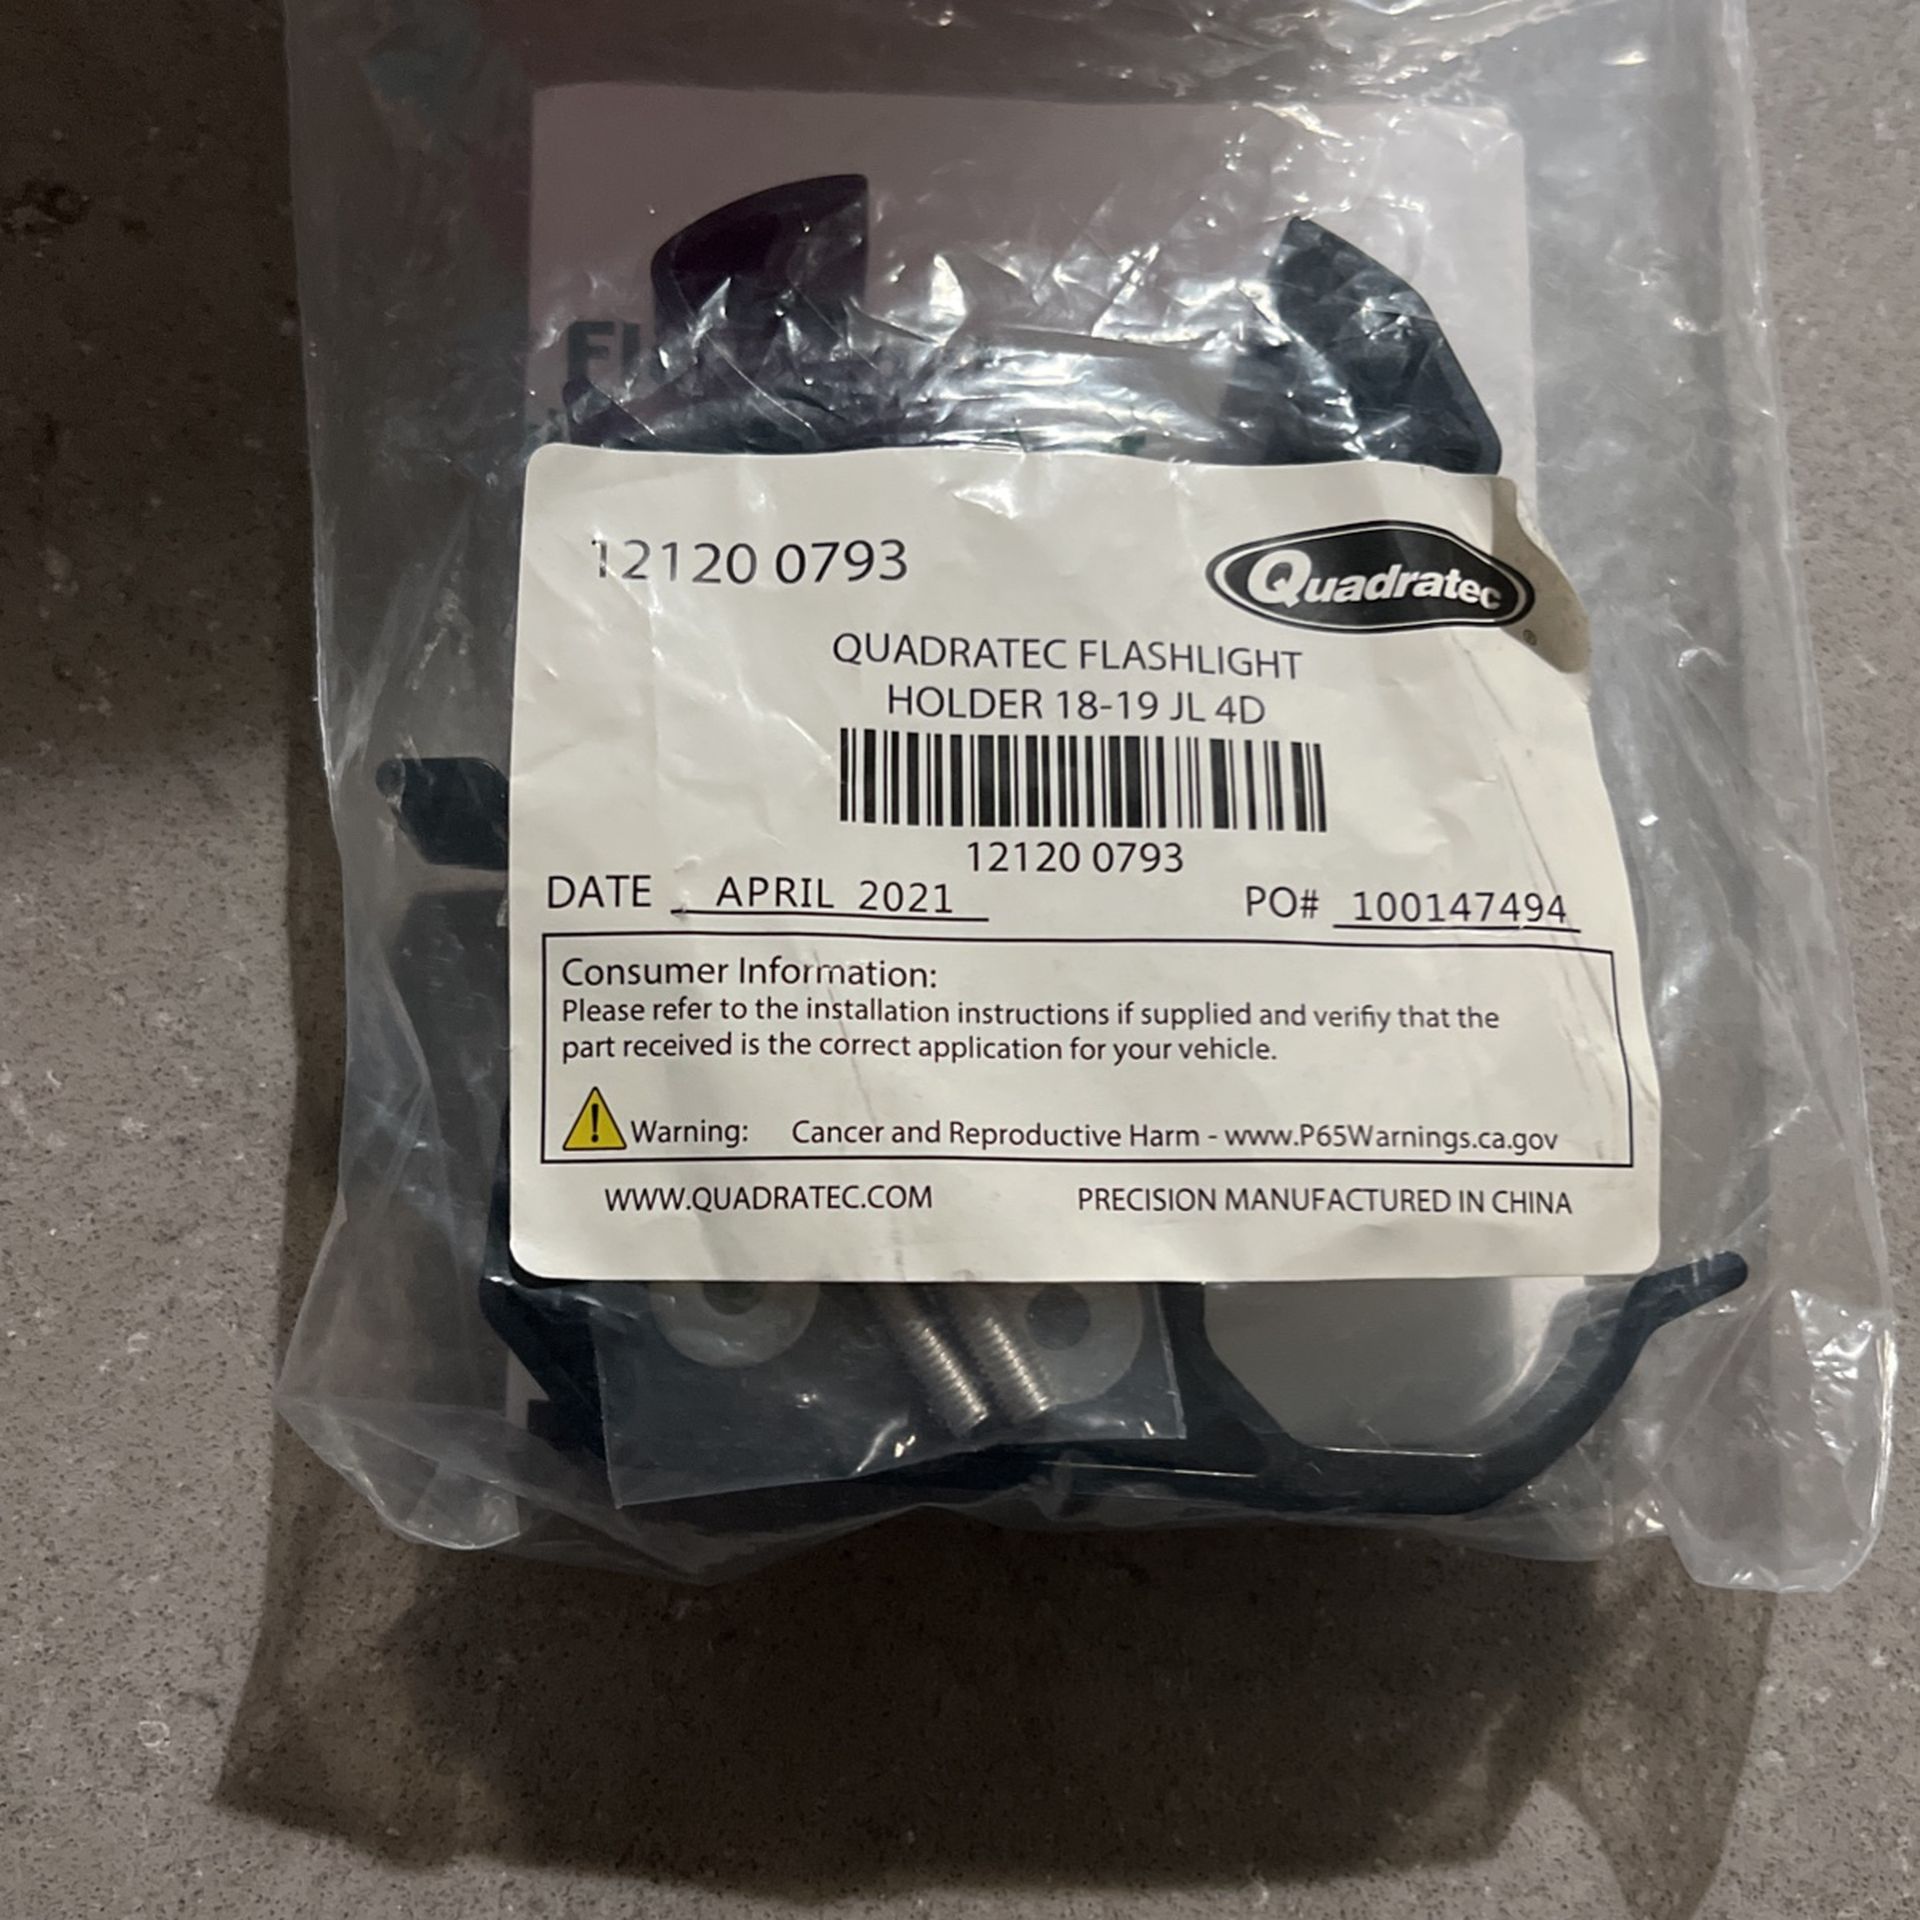 12120 0793
Quadratec®
QUADRATEC FLASHLIGHT
HOLDER 18-19 JL 4D
12120 0793
DATE APRIL 2021
PO# 100147494
Consumer Information:
Please refer to the installation instructions if supplied and verifiy that the
part received is the correct application for your vehicle.
! Warning: Cancer and Reproductive Harm - www.P65Warnings.ca.gov
WWW.QUADRATEC.COM
PRECISION MANUFACTURED IN CHINA